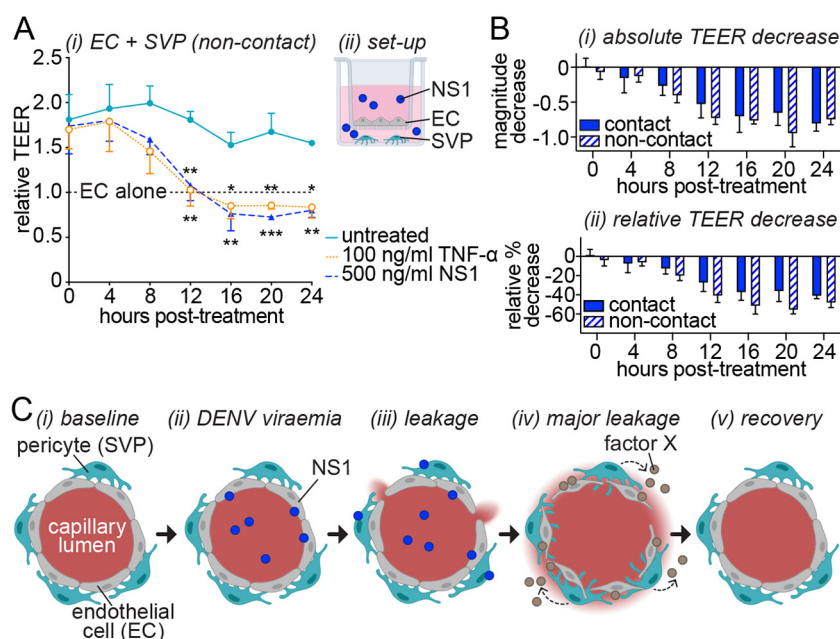 A
(i) EC + SVP (non-contact)
relative TEER
2.5
2.0
1.5
1.0
0.5
0
EC alone
**
*
**
*
**
**
***
**
0 4 8 12 16 20 24
hours post-treatment
(ii) set-up
NS1
EC
SVP
untreated
100 ng/ml TNF-α
500 ng/ml NS1
B
(i) absolute TEER decrease
magnitude
decrease
0
-0.5
-1.0
contact
non-contact
0 4 8 12 16 20 24
hours post-treatment
(ii) relative TEER decrease
relative %
decrease
0
-20
-40
-60
contact
non-contact
0 4 8 12 16 20 24
hours post-treatment
C
(i) baseline
(ii) DENV viraemia
(iii) leakage
(iv) major leakage
(v) recovery
pericyte (SVP)
NS1
factor X
capillary
lumen
endothelial
cell (EC)